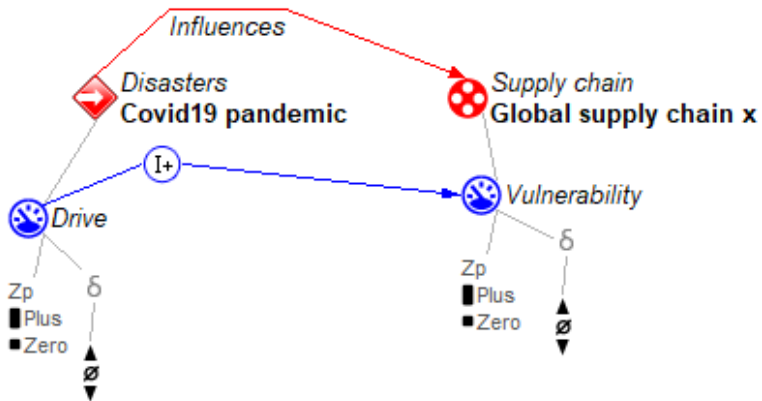 Influences
Disasters
Covid19 pandemic
Supply chain
Global supply chain x
I+
Drive
Vulnerability
δ
Zp
Plus
Zero
ø
δ
Zp
Plus
Zero
ø